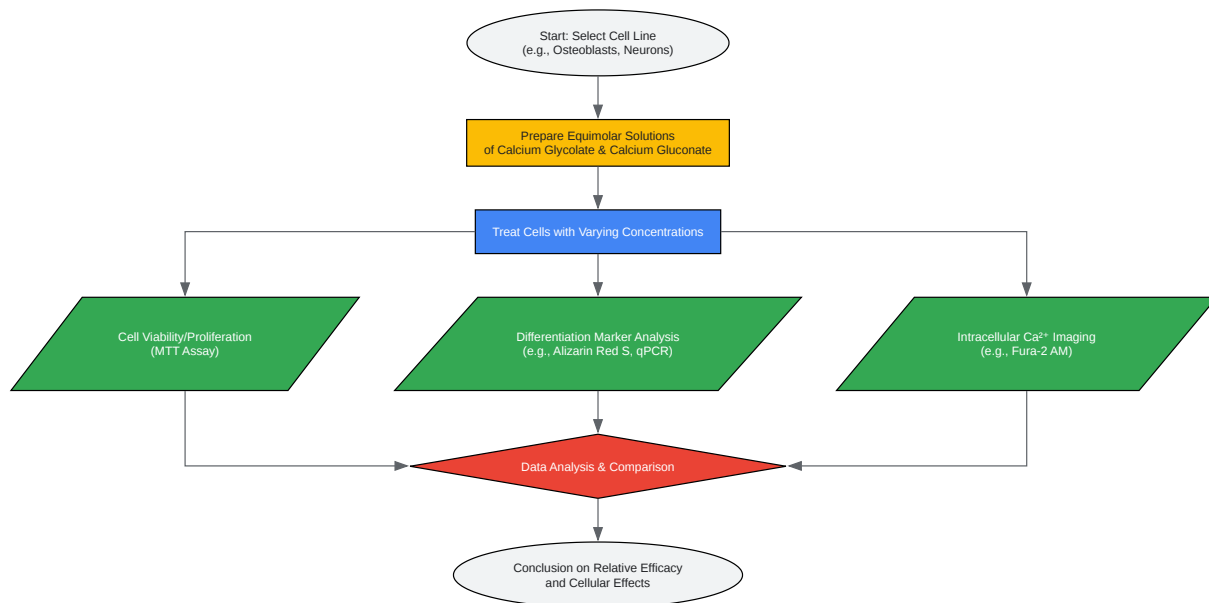 Start: Select Cell Line
(e.g., Osteoblasts, Neurons)
Prepare Equimolar Solutions
of Calcium Glycolate & Calcium Gluconate
Treat Cells with Varying Concentrations
Cell Viability/Proliferation
(MTT Assay)
Differentiation Marker Analysis
(e.g., Alizarin Red S, qPCR)
Intracellular Ca²⁺ Imaging
(e.g., Fura-2 AM)
Data Analysis & Comparison
Conclusion on Relative Efficacy
and Cellular Effects